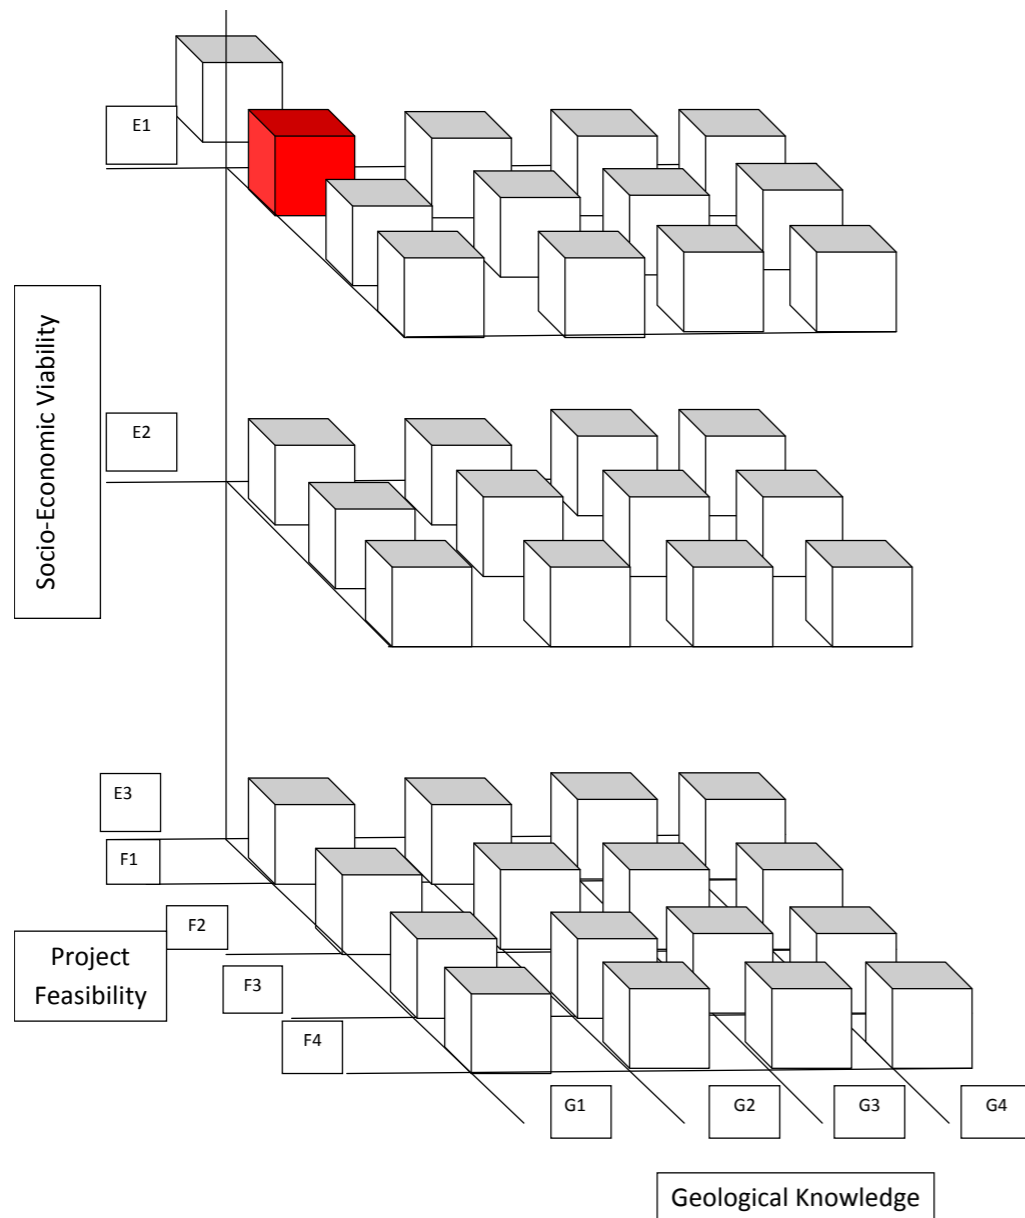 E1
Socio-Economic Viability
E2
E3
F1
F2
Project
Feasibility
F3
F4
G1
G2
G3
G4
Geological Knowledge